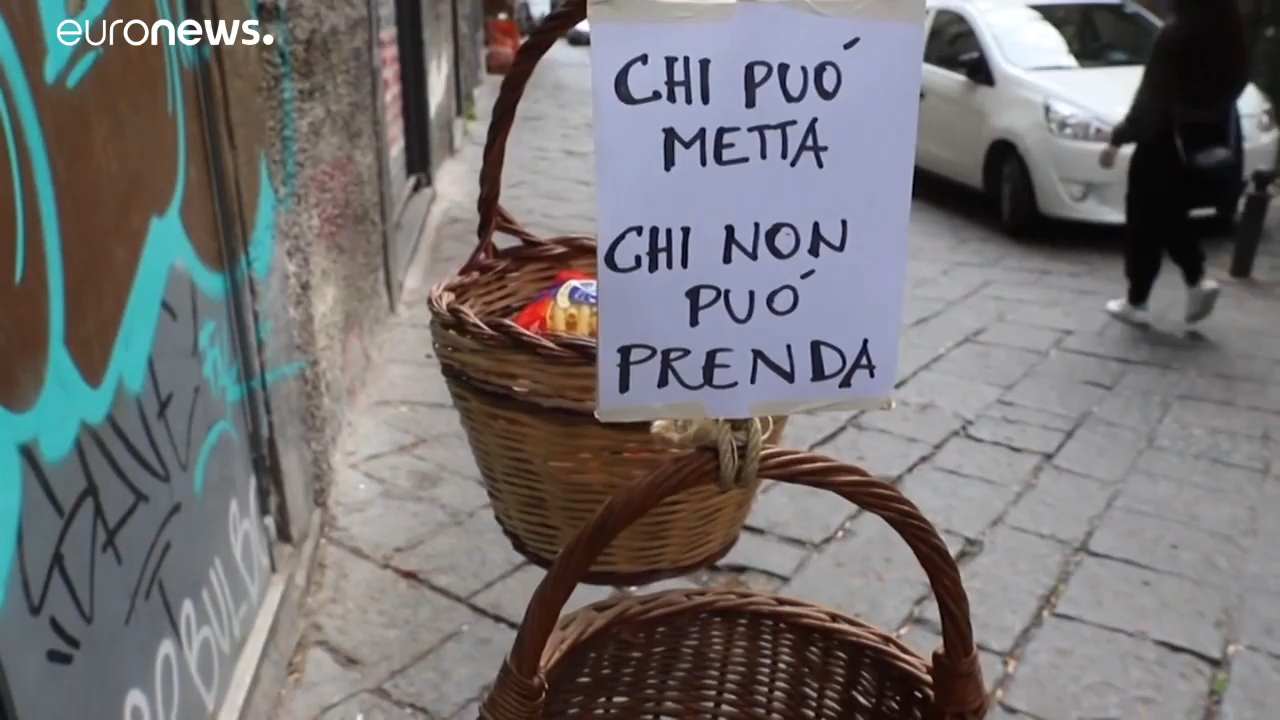 euronews.
CHI PUÓ
METTA
CHI NON
PUÓ
PRENDA